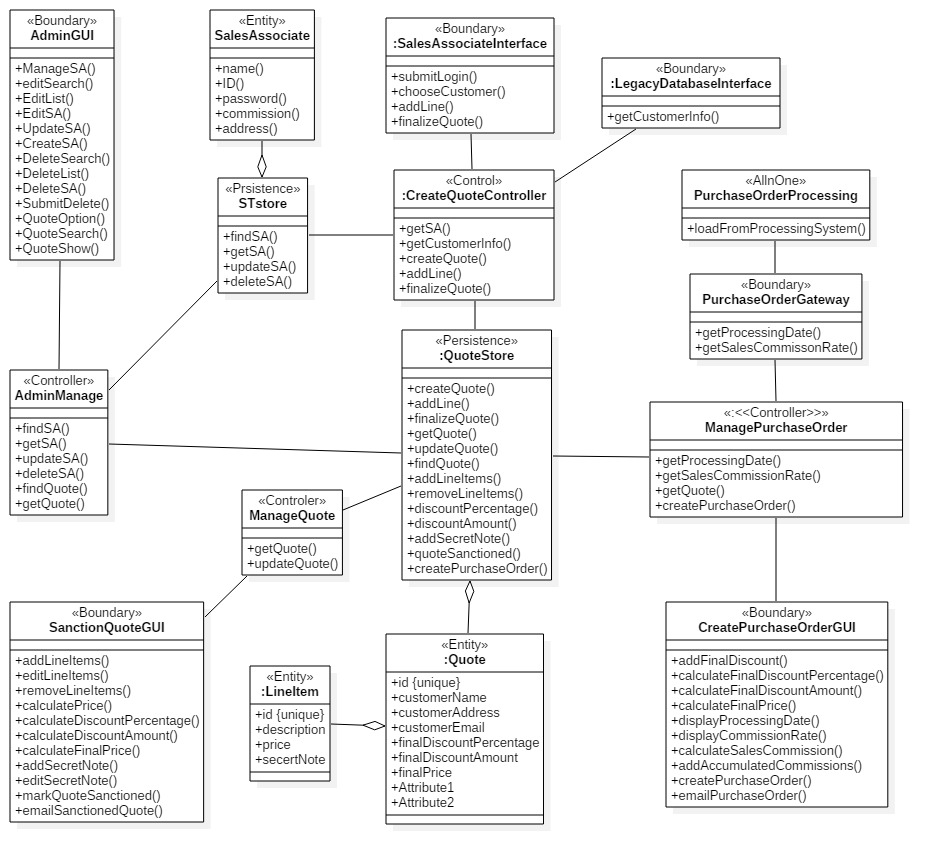 «Boundary»
AdminGUI
+ManageSA()
+editSearch()
+EditList()
+EditSA()
+UpdateSA()
+CreateSA()
+DeleteSearch()
+DeleteList()
+DeleteSA()
+SubmitDelete()
+QuoteOption()
+QuoteSearch()
+QuoteShow()
«Entity»
SalesAssociate
+name()
+ID()
+password()
+commission()
+address()
«Boundary»
:SalesAssociateInterface
+submitLogin()
+chooseCustomer()
+addLine()
+finalizeQuote()
«Boundary»
:LegacyDatabaseInterface
+getCustomerInfo()
«Prsistence»
STstore
+findSA()
+getSA()
+updateSA()
+deleteSA()
«Control»
:CreateQuoteController
+getSA()
+getCustomerInfo()
+createQuote()
+addLine()
+finalizeQuote()
«AllnOne»
PurchaseOrderProcessing
+loadFromProcessingSystem()
«Boundary»
PurchaseOrderGateway
+getProcessingDate()
+getSalesCommissonRate()
«Controller»
AdminManage
+findSA()
+getSA()
+updateSA()
+deleteSA()
+findQuote()
+getQuote()
«Persistence»
:QuoteStore
+createQuote()
+addLine()
+finalizeQuote()
+getQuote()
+updateQuote()
+findQuote()
+addLineItems()
+removeLineItems()
+discountPercentage()
+discountAmount()
+addSecretNote()
+quoteSanctioned()
+createPurchaseOrder()
«:<<Controller>>»
ManagePurchaseOrder
+getProcessingDate()
+getSalesCommissionRate()
+getQuote()
+createPurchaseOrder()
«Controler»
ManageQuote
+getQuote()
+updateQuote()
«Boundary»
SanctionQuoteGUI
+addLineItems()
+editLineItems()
+removeLineItems()
+calculatePrice()
+calculateDiscountPercentage()
+calculateDiscountAmount()
+calculateFinalPrice()
+addSecretNote()
+editSecretNote()
+markQuoteSanctioned()
+emailSanctionedQuote()
«Entity»
:LineItem
+id {unique}
+description
+price
+secertNote
«Entity»
:Quote
+id {unique}
+customerName
+customerAddress
+customerEmail
+finalDiscountPercentage
+finalDiscountAmount
+finalPrice
+Attribute1
+Attribute2
«Boundary»
CreatePurchaseOrderGUI
+addFinalDiscount()
+calculateFinalDiscountPercentage()
+calculateFinalDiscountAmount()
+calculateFinalPrice()
+displayProcessingDate()
+displayCommissionRate()
+calculateSalesCommission()
+addAccumulatedCommissions()
+createPurchaseOrder()
+emailPurchaseOrder()